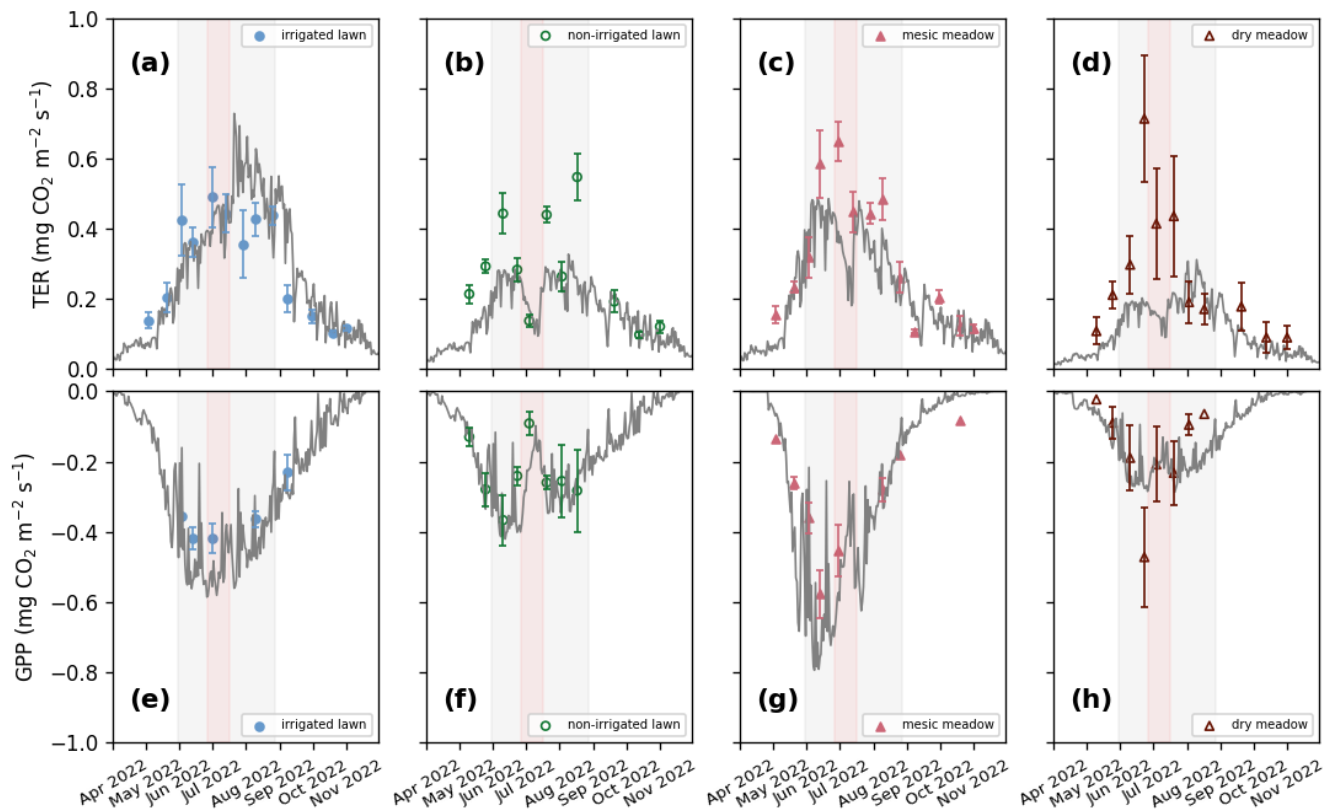 1.0
0.8
0.6
0.4
0.2
0.0
TER (mg CO₂ m⁻² s⁻¹)
(a)
irrigated lawn
(b)
non-irrigated lawn
(c)
mesic meadow
(d)
dry meadow
0.0
−0.2
−0.4
−0.6
−0.8
−1.0
GPP (mg CO₂ m⁻² s⁻¹)
(e)
irrigated lawn
(f)
non-irrigated lawn
(g)
mesic meadow
(h)
dry meadow
Apr 2022
May 2022
Jun 2022
Jul 2022
Aug 2022
Sep 2022
Oct 2022
Nov 2022
Apr 2022
May 2022
Jun 2022
Jul 2022
Aug 2022
Sep 2022
Oct 2022
Nov 2022
Apr 2022
May 2022
Jun 2022
Jul 2022
Aug 2022
Sep 2022
Oct 2022
Nov 2022
Apr 2022
May 2022
Jun 2022
Jul 2022
Aug 2022
Sep 2022
Oct 2022
Nov 2022